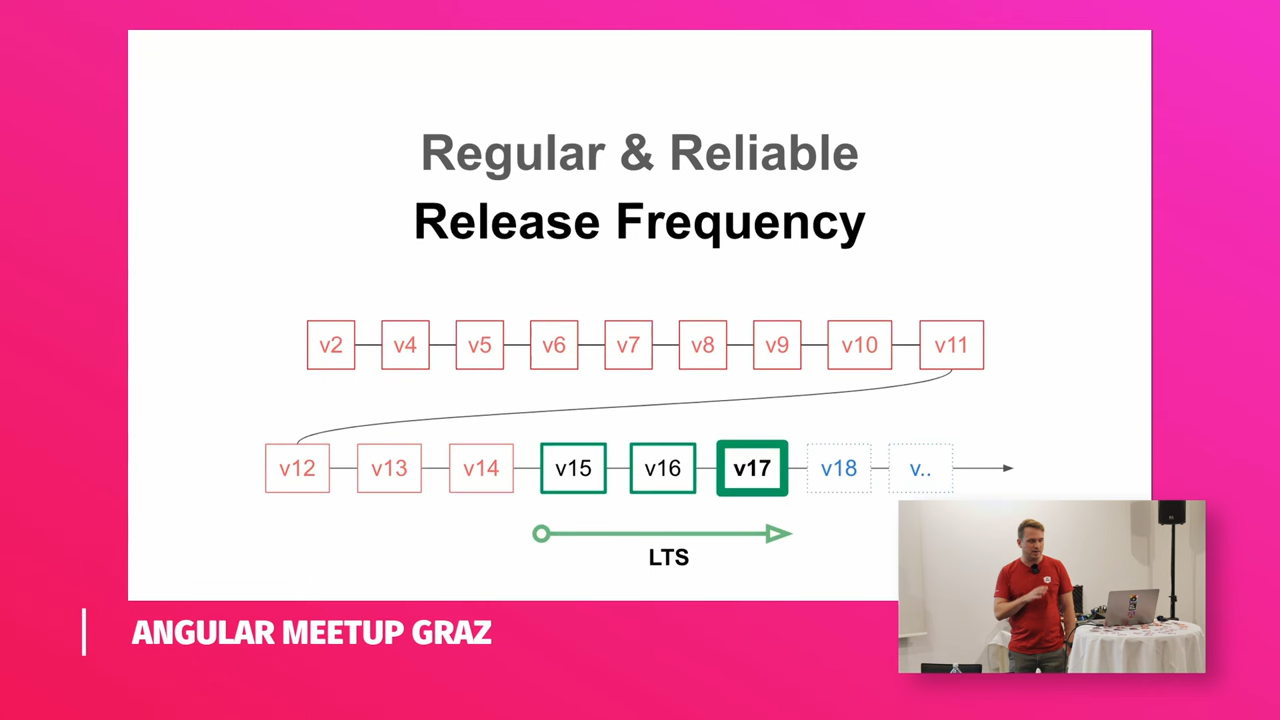 Regular & Reliable
Release Frequency
v2 v4 v5 v6 v7 v8 v9 v10 v11
v12 v13 v14 v15 v16 v17 v18 v..
LTS
ANGULAR MEETUP GRAZ